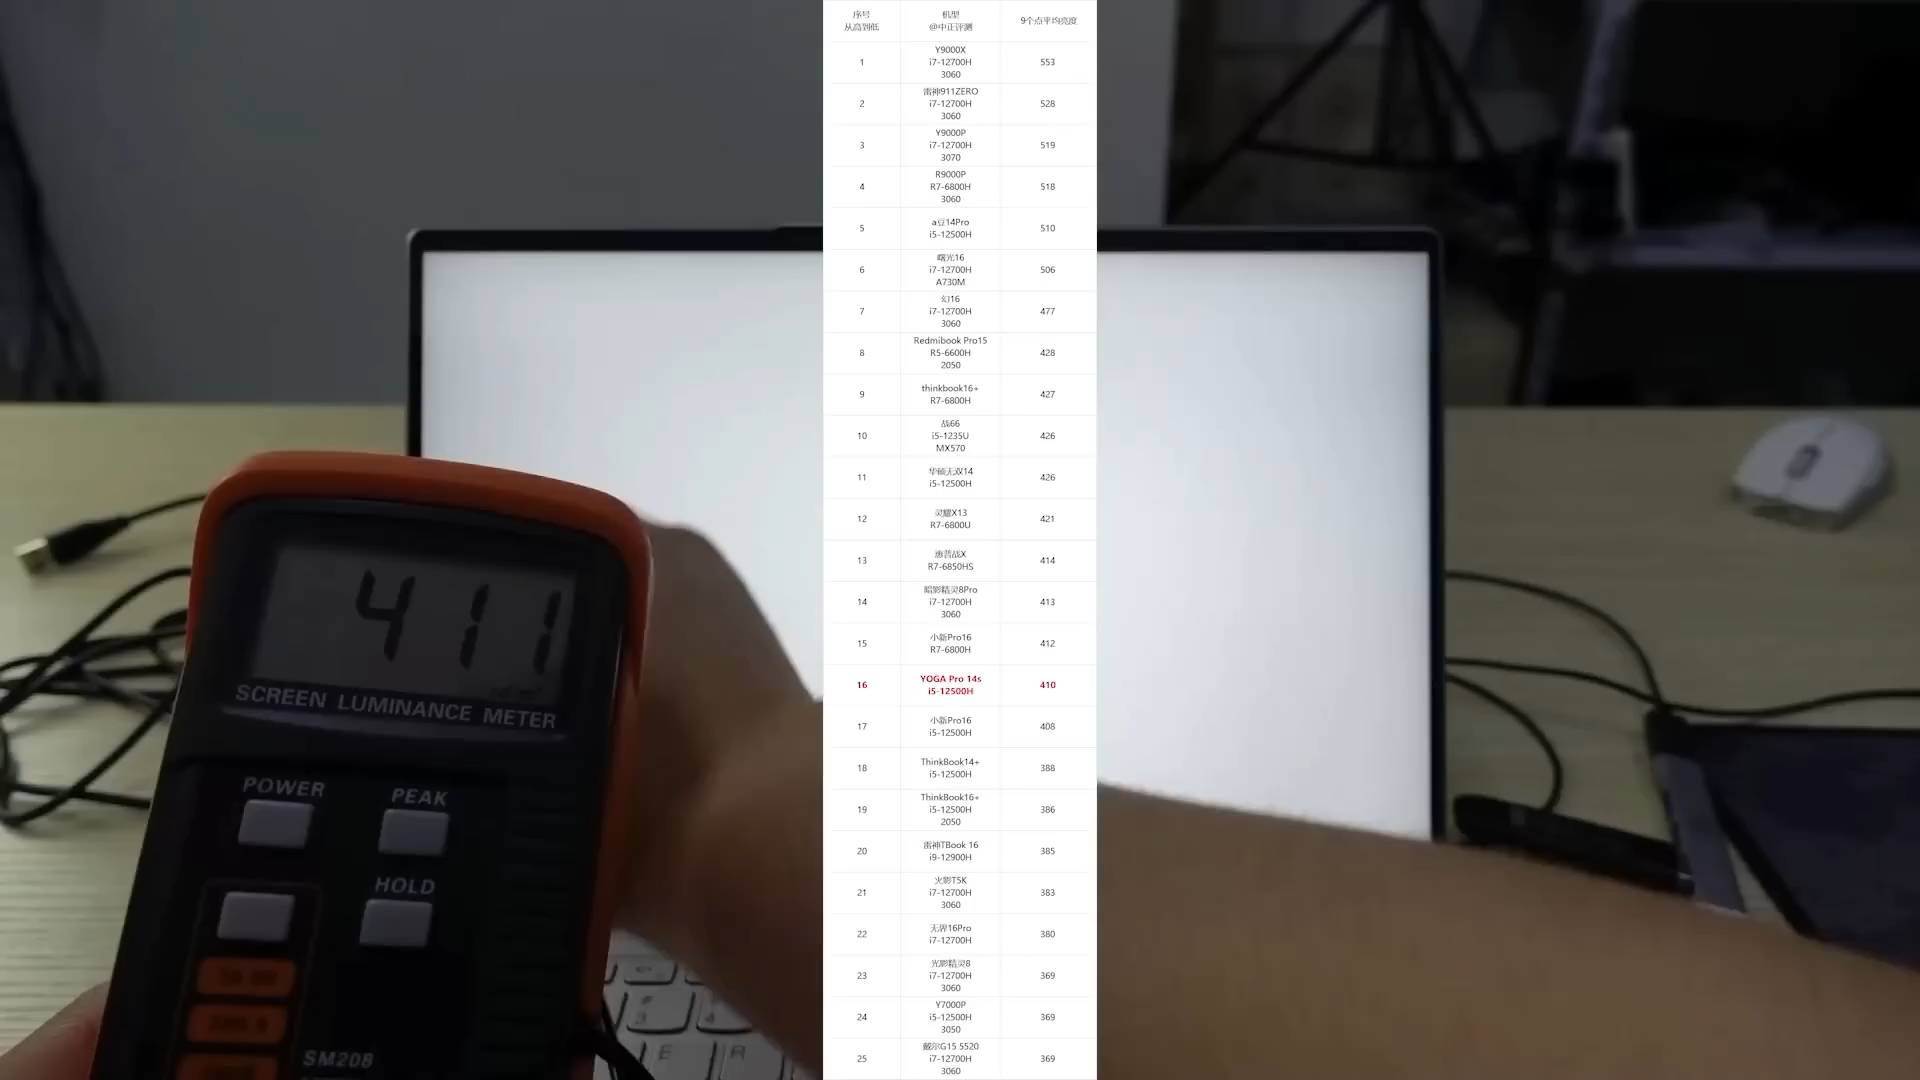 序号
从高到低
机型
@中正评测
9个点平均亮度
1
Y9000X
i7-12700H
3060
553
2
雷神911ZERO
i7-12700H
3060
528
3
Y9000P
i7-12700H
3070
519
4
R9000P
R7-6800H
3060
518
5
a豆14Pro
i5-12500H
510
6
曙光16
i7-12700H
A730M
506
7
幻16
i7-12700H
3060
477
8
Redmibook Pro15
R5-6600H
2050
428
9
thinkbook16+
R7-6800H
427
10
战66
i5-1235U
MX570
426
11
华硕无双14
i5-12500H
426
12
灵耀X13
R7-6800U
421
13
惠普战X
R7-6850HS
414
14
暗影精灵8Pro
i7-12700H
3060
413
15
小新Pro16
R7-6800H
412
16
YOGA Pro 14s
i5-12500H
410
17
小新Pro16
i5-12500H
408
18
ThinkBook14+
i5-12500H
388
19
ThinkBook16+
i5-12500H
2050
386
20
雷神TBook 16
i9-12900H
385
21
火影T5K
i7-12700H
3060
383
22
无界16Pro
i7-12700H
380
23
光影精灵8
i7-12700H
3060
369
24
Y7000P
i5-12500H
3050
369
25
戴尔G15 5520
i7-12700H
3060
369
411
SCREEN LUMINANCE METER
POWER
PEAK
HOLD
SM208
3
4
E
R